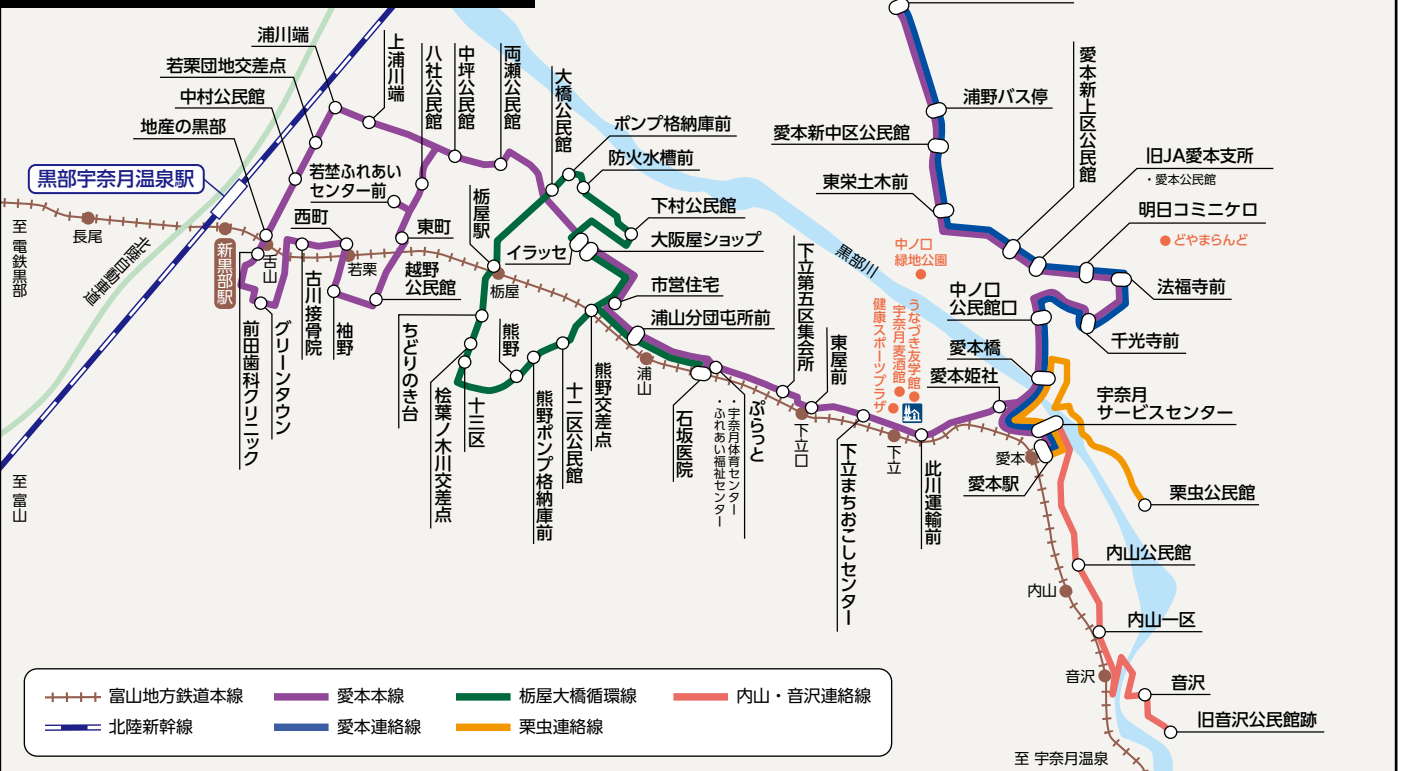 浦川端
若栗団地交差点
中村公民館
地産の黒部
上浦川端
八社公民館
中坪公民館
両瀬公民館
大橋公民館
ポンプ格納庫前
防火水槽前
下村公民館
大阪屋ショップ
イラッセ
市営住宅
浦山分団屯所前
黒部宇奈月温泉駅
若埜ふれあい
センター前
西町
東町
越野
公民館
栃屋駅
至 電鉄黒部
長尾
北陸自動車道
新黒部駅
舌山
若栗
栃屋
浦山
下立口
下立
愛本
内山
音沢
至 富山
前田歯科クリニック
グリーンタウン
古川接骨院
袖野
ちどりのき台
桧葉ノ木川交差点
十三区
熊野
熊野ポンプ格納庫前
十二区公民館
熊野交差点
石坂医院
ぷらっと
・宇奈月体育センター
・ふれあい福祉センター
下立第五区集会所
東屋前
下立まちおこしセンター
此川運輸前
黒部川
中ノ口
緑地公園
うなづき友学館
宇奈月麦酒館
健康スポーツプラザ
浦野バス停
愛本新中区公民館
東栄土木前
愛本新上区公民館
旧JA愛本支所
・愛本公民館
明日コミニケロ
どやまらんど
法福寺前
千光寺前
中ノ口
公民館口
愛本橋
愛本姫社
宇奈月
サービスセンター
愛本駅
栗虫公民館
内山公民館
内山一区
音沢
旧音沢公民館跡
至 宇奈月温泉
富山地方鉄道本線
愛本本線
栃屋大橋循環線
内山・音沢連絡線
北陸新幹線
愛本連絡線
栗虫連絡線